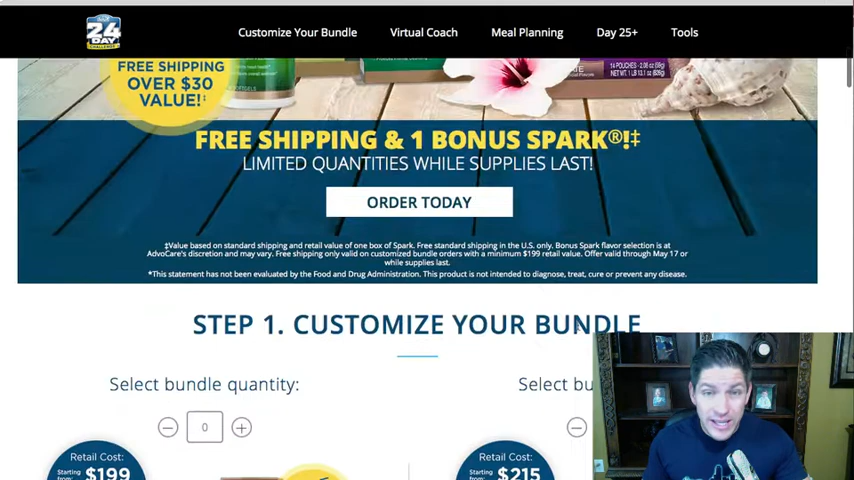 24
DAY
Customize Your Bundle
Virtual Coach
Meal Planning
Day 25+
Tools
FREE SHIPPING
OVER $30
VALUE!‡
14 POUCHES
FREE SHIPPING & 1 BONUS SPARK®!‡
LIMITED QUANTITIES WHILE SUPPLIES LAST!
ORDER TODAY
‡Value based on standard shipping and retail value of one box of Spark. Free standard shipping in the U.S. only. Bonus Spark flavor selection is at
AdvoCare's discretion and may vary. Free shipping only valid on customized bundle orders with a minimum $199 retail value. Offer valid through May 17 or
while supplies last.
*This statement has not been evaluated by the Food and Drug Administration. This product is not intended to diagnose, treat, cure or prevent any disease.
STEP 1. CUSTOMIZE YOUR BUNDLE
Select bundle quantity:
Select bu
0
Retail Cost:
Starting
from:
$199
Retail Cost:
Starting
from:
$215